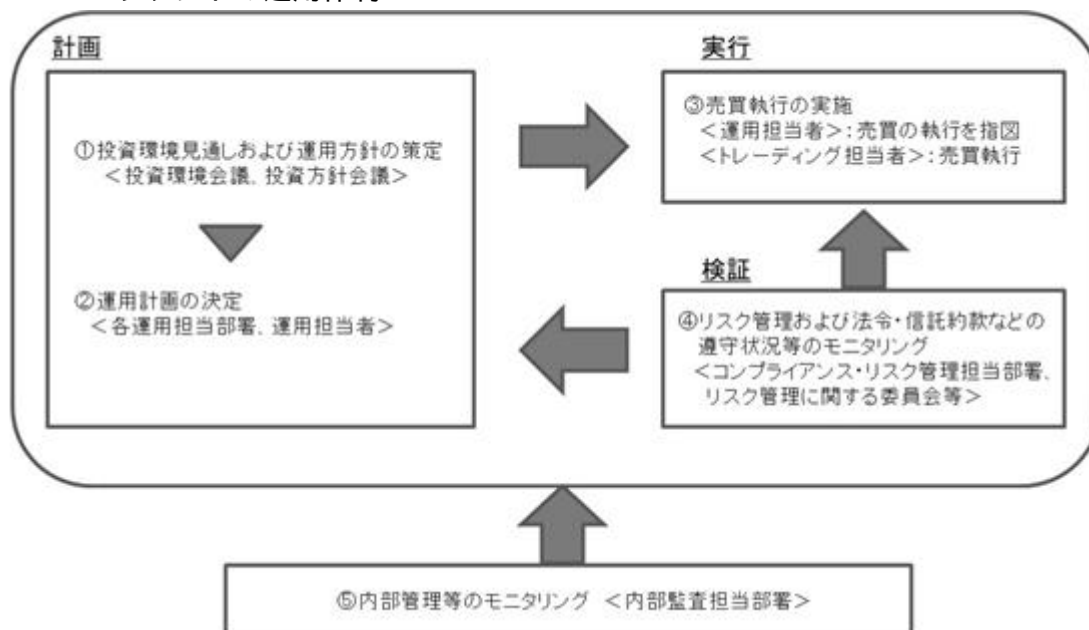 計画
①投資環境見通しおよび運用方針の策定
＜投資環境会議、投資方針会議＞
②運用計画の決定
＜各運用担当部署、運用担当者＞
実行
③売買執行の実施
＜運用担当者＞：売買の執行を指図
＜トレーディング担当者＞：売買執行
検証
④リスク管理および法令・信託約款などの
遵守状況等のモニタリング
＜コンプライアンス・リスク管理担当部署、
リスク管理に関する委員会等＞
⑤内部管理等のモニタリング ＜内部監査担当部署＞